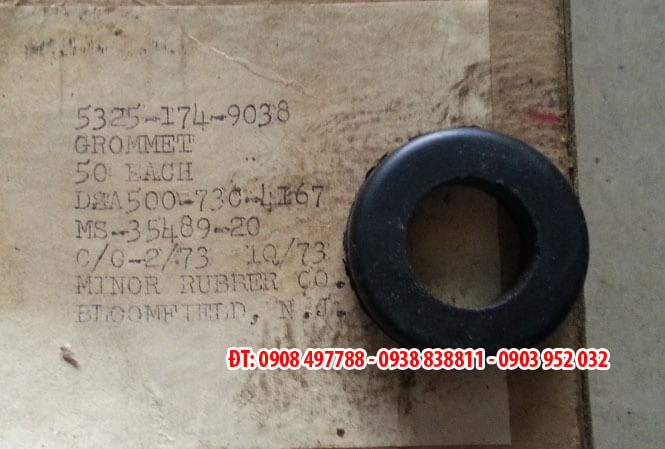 5325-174-9038
GROMMET
50 EACH
DSA500-73C-4167
MS-35489-20
C/C-2/73 1Q/73
MINOR RUBBER CO.
BLOOMFIELD, N.J.
ĐT: 0908 497788 - 0938 838811 - 0903 952 032